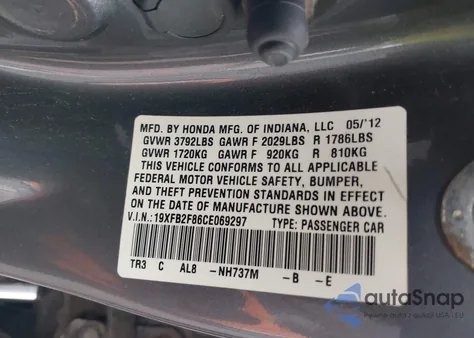 MFD. BY HONDA MFG. OF INDIANA, LLC 05/'12
GVWR 3792LBS GAWR F 2029LBS R 1786LBS
GVWR 1720KG GAWR F 920KG R 810KG
THIS VEHICLE CONFORMS TO ALL APPLICABLE
FEDERAL MOTOR VEHICLE SAFETY, BUMPER,
AND THEFT PREVENTION STANDARDS IN EFFECT
ON THE DATE OF MANUFACTURE SHOWN ABOVE.
V.I.N.: 19XFB2F86CE069297 TYPE: PASSENGER CAR
TR3 C AL8 -NH737M -B -E
autoSnap